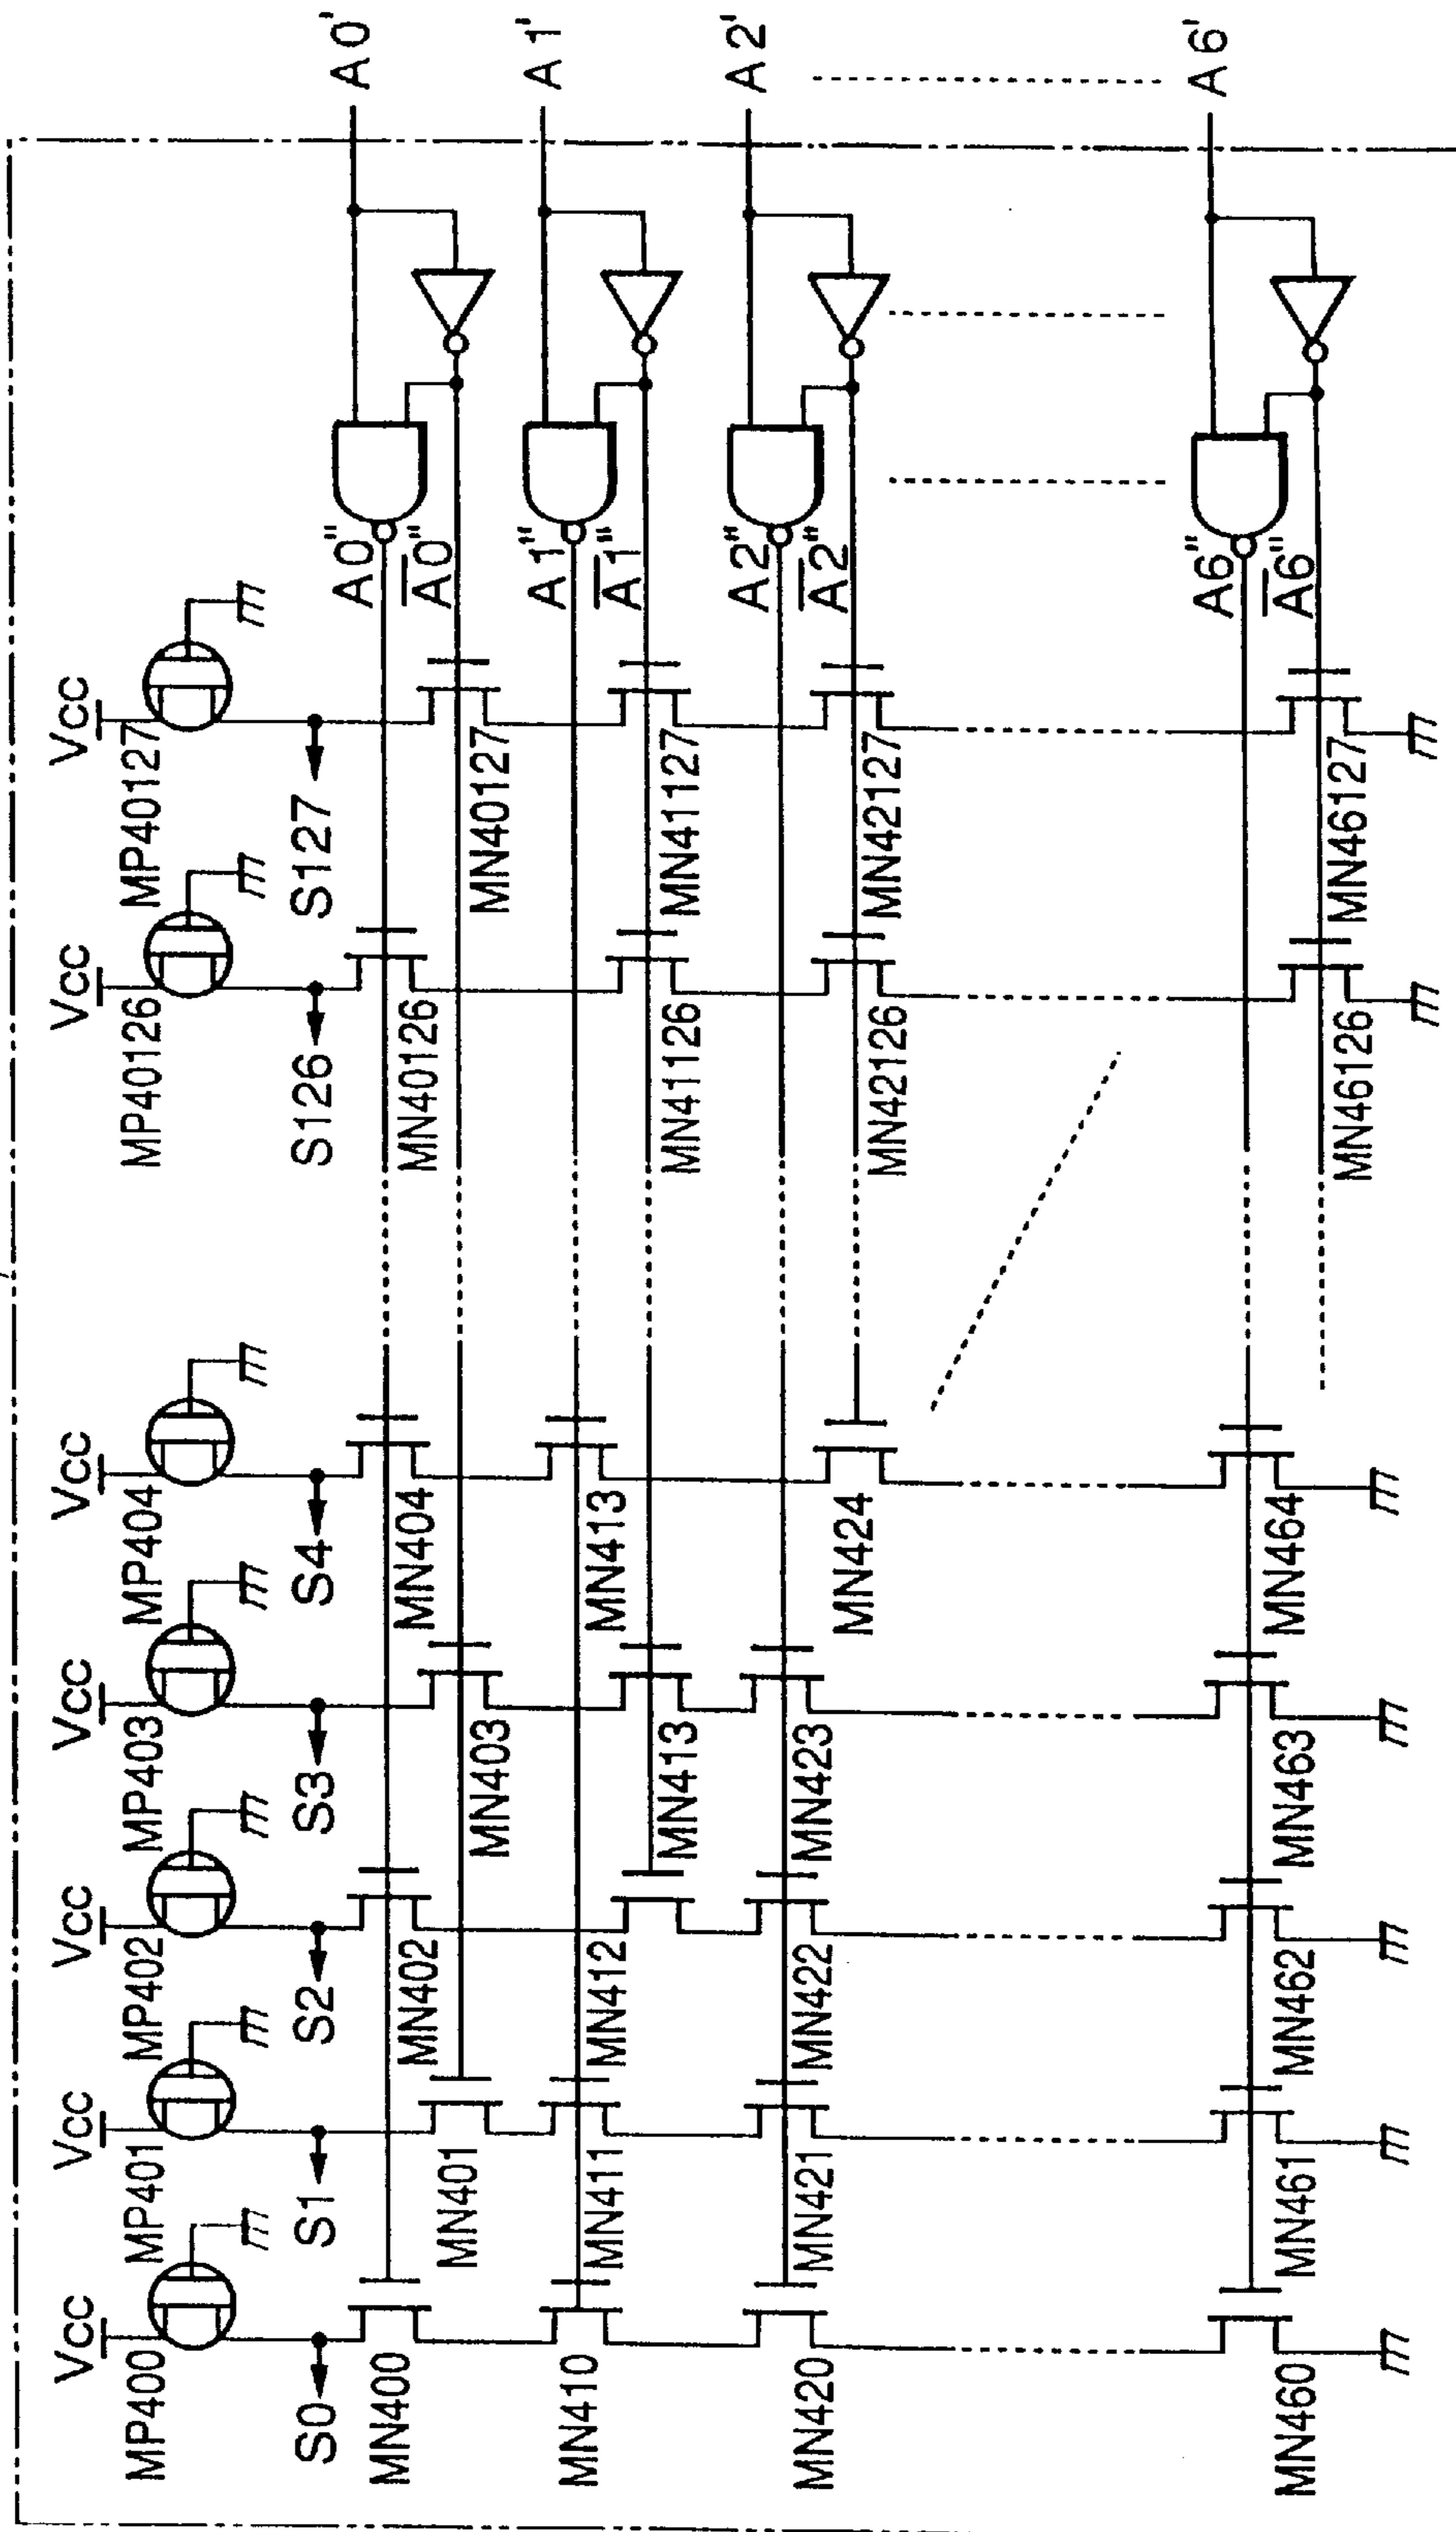 A0'
A1'
A2'
A6'
A0"
A0"
A1"
A1"
A2"
A2"
A6"
A6"
VCC
MP40127
S127
MN40127
MN41127
MN42127
MN46127
VCC
MP40126
S126
MN40126
MN41126
MN42126
MN46126
VCC
MP404
S4
MN404
MN413
MN424
MN464
VCC
MP403
S3
MN403
MN413
MN423
MN463
VCC
MP402
S2
MN402
MN412
MN422
MN462
VCC
MP401
S1
MN401
MN411
MN421
MN461
VCC
MP400
S0
MN400
MN410
MN420
MN460